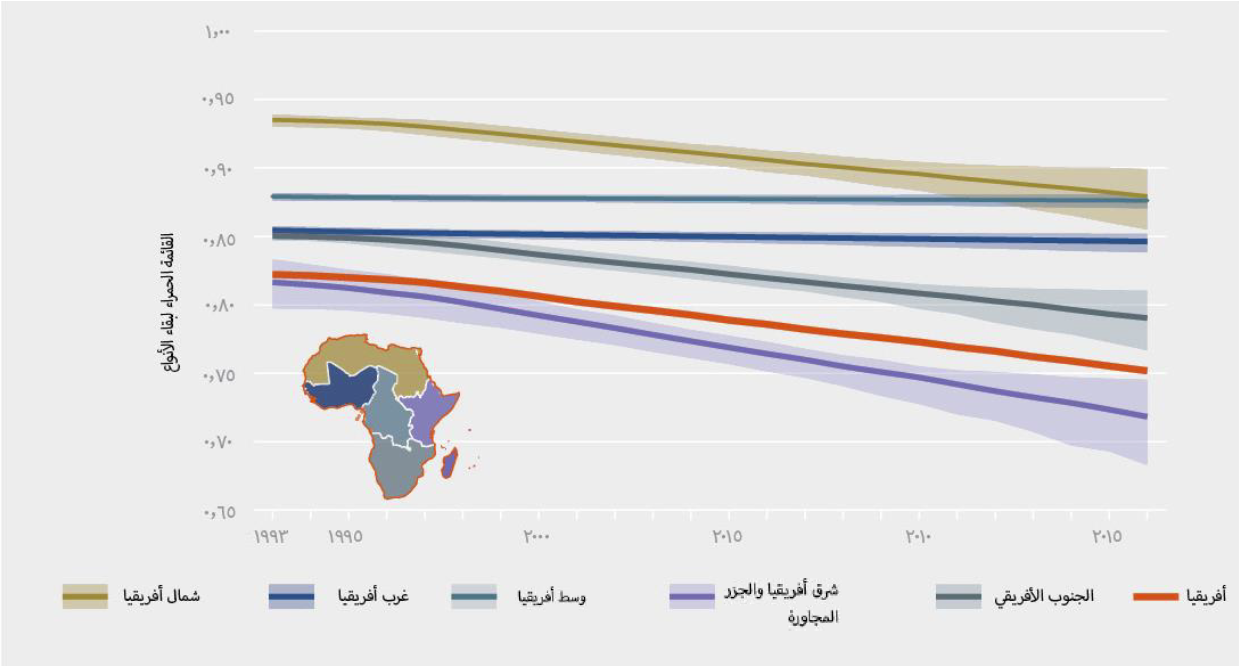 ١,٠٠
٠,٩٥
٠,٩٠
٠,٨٥
٠,٨٠
٠,٧٥
٠,٧٠
٠,٦٥
القائمة الحمراء لبقاء الأنواع
١٩٩٣ ١٩٩٥ ٢٠٠٠ ٢٠١٥ ٢٠١٠ ٢٠١٥
شمال أفريقيا
غرب أفريقيا
وسط أفريقيا
شرق أفريقيا والجزر
المجاورة
الجنوب الأفريقي
أفريقيا